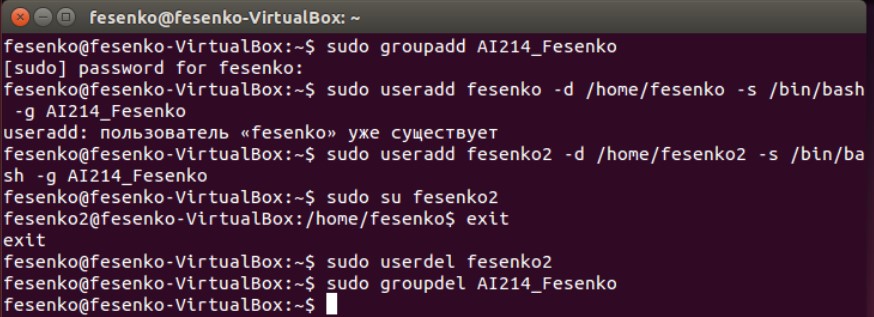 fesenko@fesenko-VirtualBox: ~
fesenko@fesenko-VirtualBox:~$ sudo groupadd AI214_Fesenko
[sudo] password for fesenko:
fesenko@fesenko-VirtualBox:~$ sudo useradd fesenko -d /home/fesenko -s /bin/bash
 -g AI214_Fesenko
useradd: пользователь «fesenko» уже существует
fesenko@fesenko-VirtualBox:~$ sudo useradd fesenko2 -d /home/fesenko2 -s /bin/ba
sh -g AI214_Fesenko
fesenko@fesenko-VirtualBox:~$ sudo su fesenko2
fesenko2@fesenko-VirtualBox:/home/fesenko$ exit
exit
fesenko@fesenko-VirtualBox:~$ sudo userdel fesenko2
fesenko@fesenko-VirtualBox:~$ sudo groupdel AI214_Fesenko
fesenko@fesenko-VirtualBox:~$